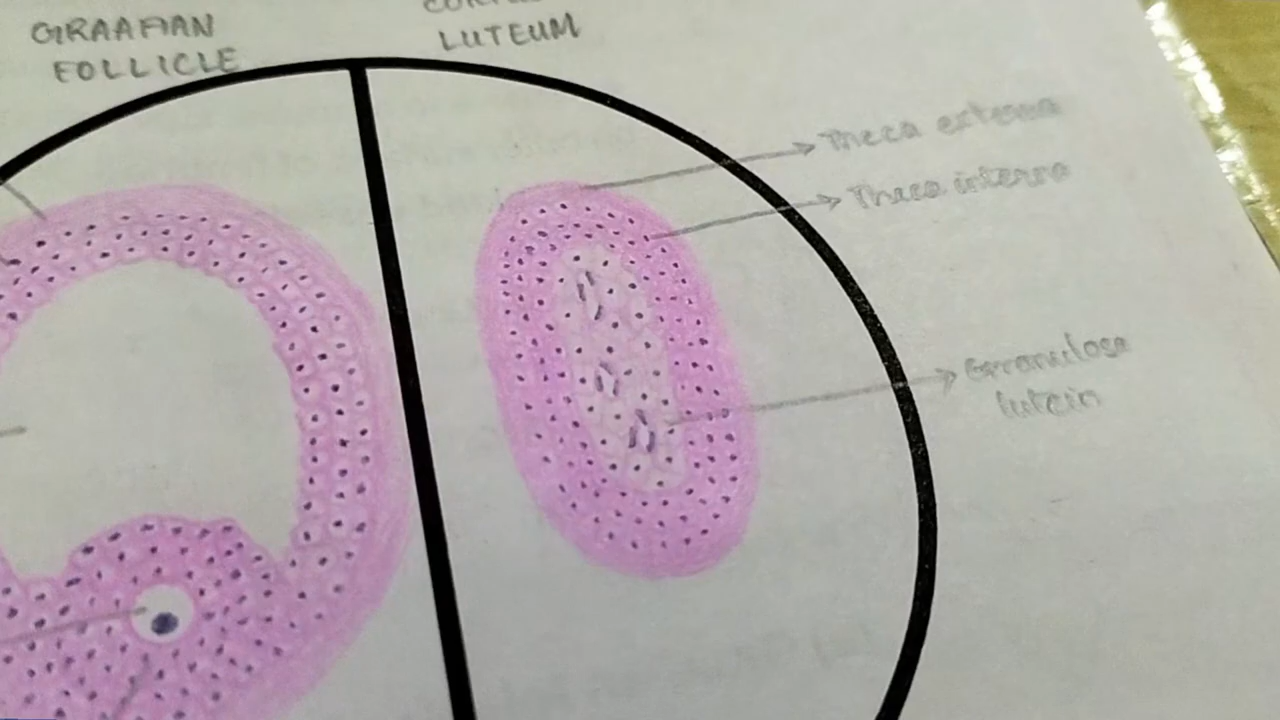 GRAAFIAN
FOLLICLE
LUTEUM
Theca externa
Theca interna
Granulosa
lutein